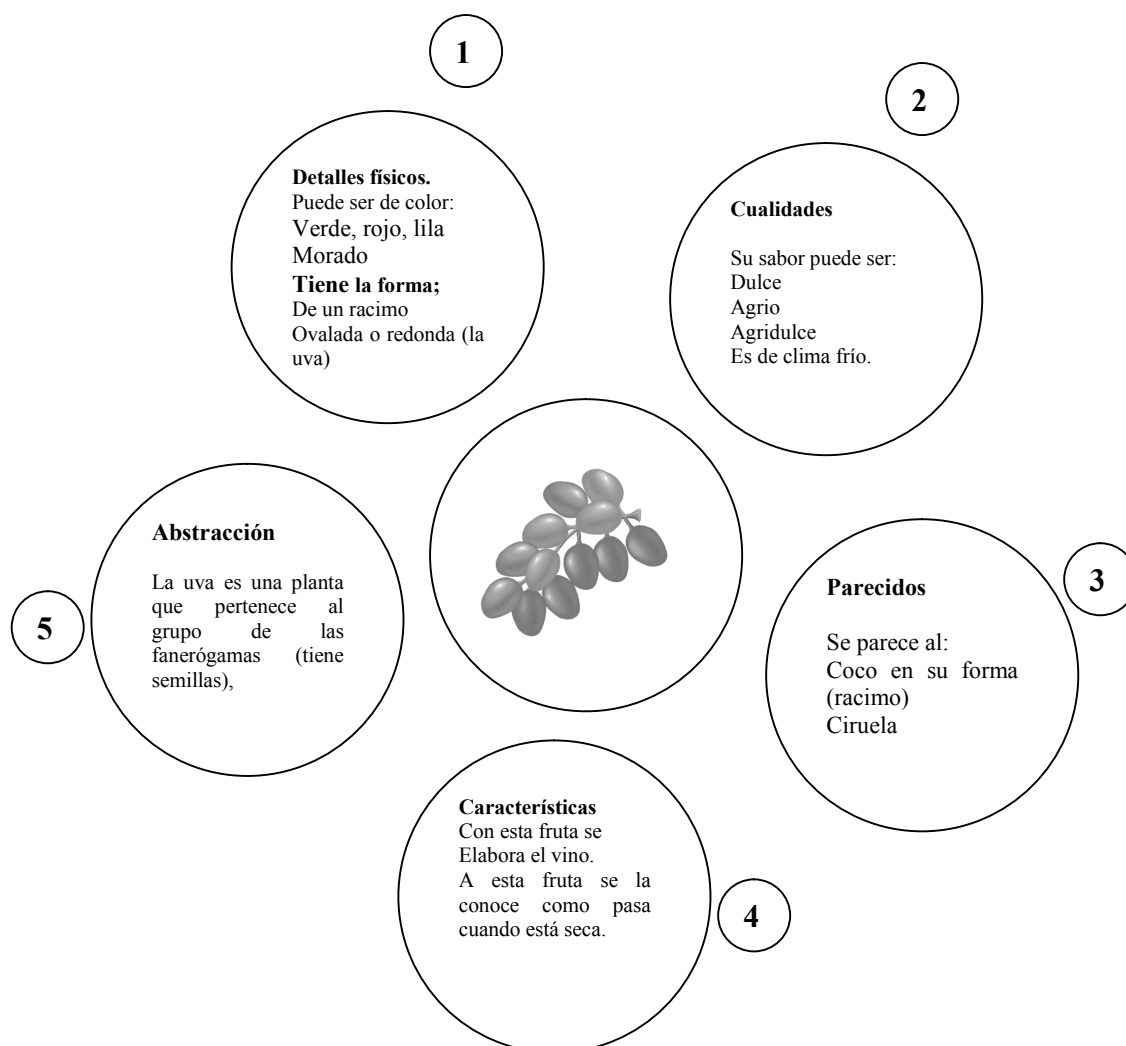 1
Detalles físicos.
Puede ser de color:
Verde, rojo, lila
Morado
Tiene la forma;
De un racimo
Ovalada o redonda (la
uva)
2
Cualidades
Su sabor puede ser:
Dulce
Agrio
Agridulce
Es de clima frío.
3
Parecidos
Se parece al:
Coco en su forma
(racimo)
Ciruela
4
Características
Con esta fruta se
Elabora el vino.
A esta fruta se la
conoce como pasa
cuando está seca.
5
Abstracción
La uva es una planta
que pertenece al
grupo de las
fanerógamas (tiene
semillas),